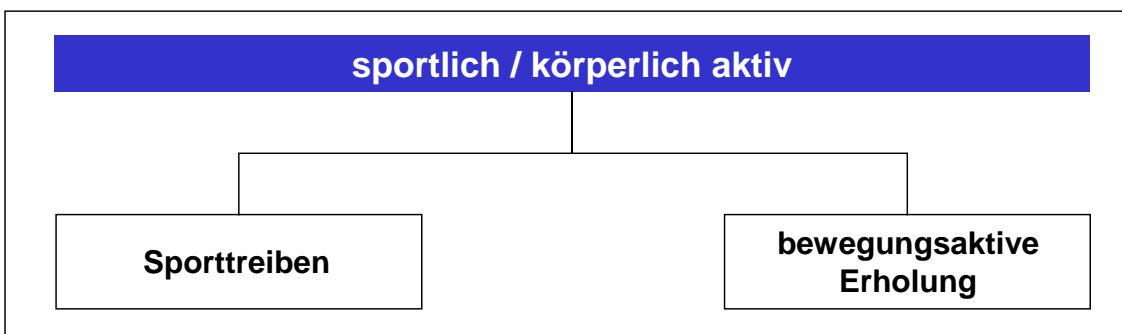 sportlich / körperlich aktiv
Sporttreiben
bewegungsaktive
Erholung